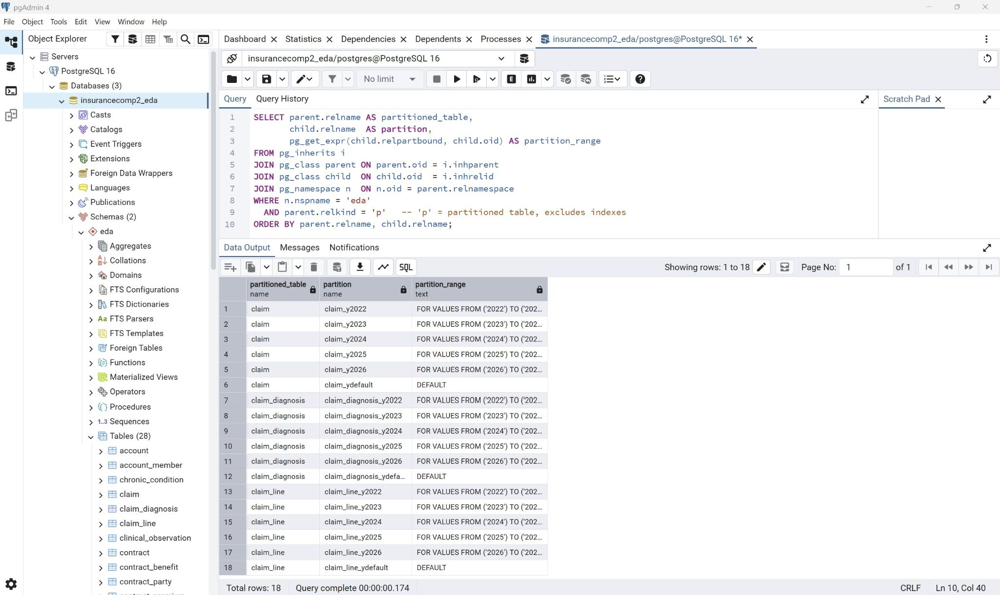 pgAdmin 4
File Object Tools Edit View Window Help
Object Explorer
Servers
PostgreSQL 16
Databases (3)
insurancecomp2_eda
Casts
Catalogs
Event Triggers
Extensions
Foreign Data Wrappers
Languages
Publications
Schemas (2)
eda
Aggregates
Collations
Domains
FTS Configurations
FTS Dictionaries
Aa FTS Parsers
FTS Templates
Foreign Tables
Functions
Materialized Views
Operators
Procedures
1..3 Sequences
Tables (28)
account
account_member
chronic_condition
claim
claim_diagnosis
claim_line
clinical_observation
contract
contract_benefit
contract_party
Dashboard Statistics Dependencies Dependents Processes insurancecomp2_eda/postgres@PostgreSQL 16*
insurancecomp2_eda/postgres@PostgreSQL 16
No limit E
Query Query History
Scratch Pad
1 SELECT parent.relname AS partitioned_table,
2 child.relname  AS partition,
3 pg_get_expr(child.relpartbound, child.oid) AS partition_range
4 FROM pg_inherits i
5 JOIN pg_class parent ON parent.oid = i.inhparent
6 JOIN pg_class child  ON child.oid  = i.inhrelid
7 JOIN pg_namespace n  ON n.oid = parent.relnamespace
8 WHERE n.nspname = 'eda'
9 AND parent.relkind = 'p'   -- 'p' = partitioned table, excludes indexes
10 ORDER BY parent.relname, child.relname;
Data Output Messages Notifications
SQL Showing rows: 1 to 18 Page No: 1 of 1
partitioned_table partition partition_range
name name text
1 claim claim_y2022 FOR VALUES FROM ('2022') TO ('202...
2 claim claim_y2023 FOR VALUES FROM ('2023') TO ('202...
3 claim claim_y2024 FOR VALUES FROM ('2024') TO ('202...
4 claim claim_y2025 FOR VALUES FROM ('2025') TO ('202...
5 claim claim_y2026 FOR VALUES FROM ('2026') TO ('202...
6 claim claim_ydefault DEFAULT
7 claim_diagnosis claim_diagnosis_y2022 FOR VALUES FROM ('2022') TO ('202...
8 claim_diagnosis claim_diagnosis_y2023 FOR VALUES FROM ('2023') TO ('202...
9 claim_diagnosis claim_diagnosis_y2024 FOR VALUES FROM ('2024') TO ('202...
10 claim_diagnosis claim_diagnosis_y2025 FOR VALUES FROM ('2025') TO ('202...
11 claim_diagnosis claim_diagnosis_y2026 FOR VALUES FROM ('2026') TO ('202...
12 claim_diagnosis claim_diagnosis_ydefa... DEFAULT
13 claim_line claim_line_y2022 FOR VALUES FROM ('2022') TO ('202...
14 claim_line claim_line_y2023 FOR VALUES FROM ('2023') TO ('202...
15 claim_line claim_line_y2024 FOR VALUES FROM ('2024') TO ('202...
16 claim_line claim_line_y2025 FOR VALUES FROM ('2025') TO ('202...
17 claim_line claim_line_y2026 FOR VALUES FROM ('2026') TO ('202...
18 claim_line claim_line_ydefault DEFAULT
Total rows: 18 Query complete 00:00:00.174 CRLF Ln 10, Col 40